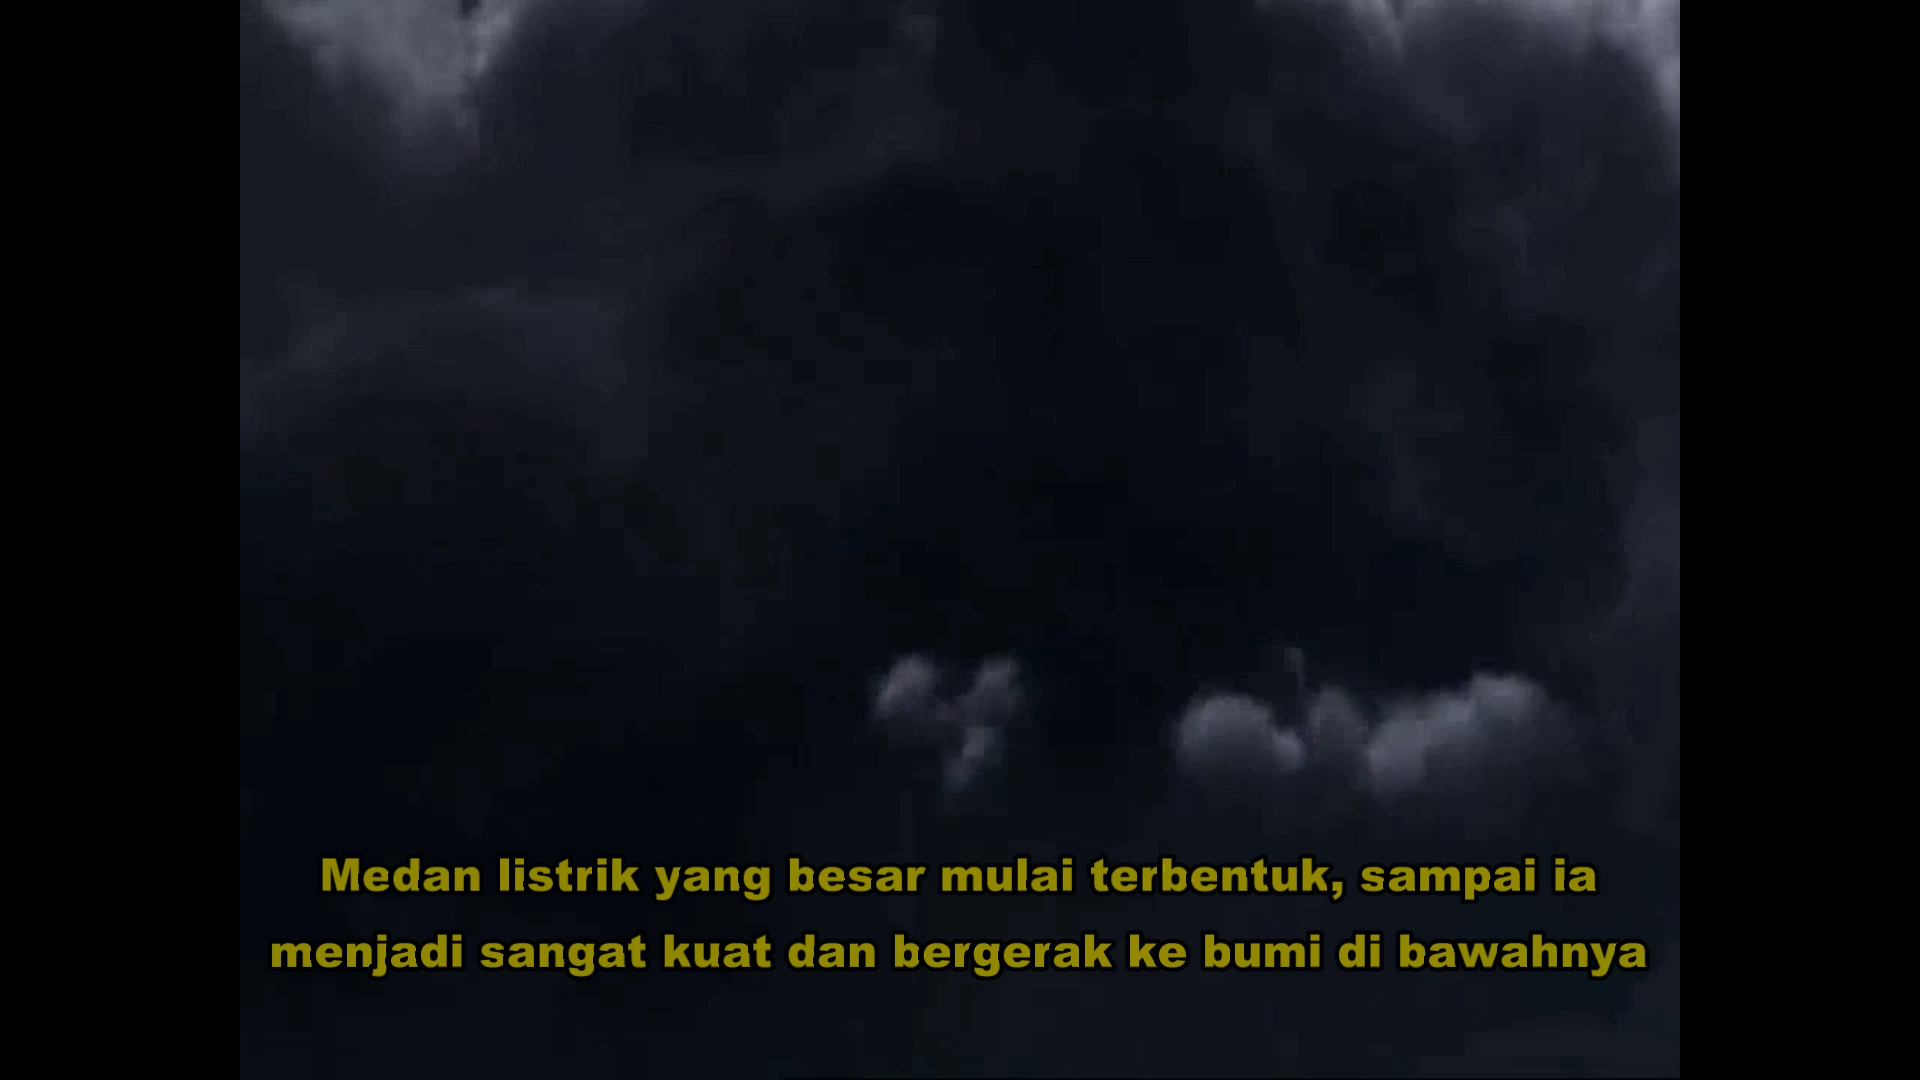 Medan listrik yang besar mulai terbentuk, sampai ia
menjadi sangat kuat dan bergerak ke bumi di bawahnya